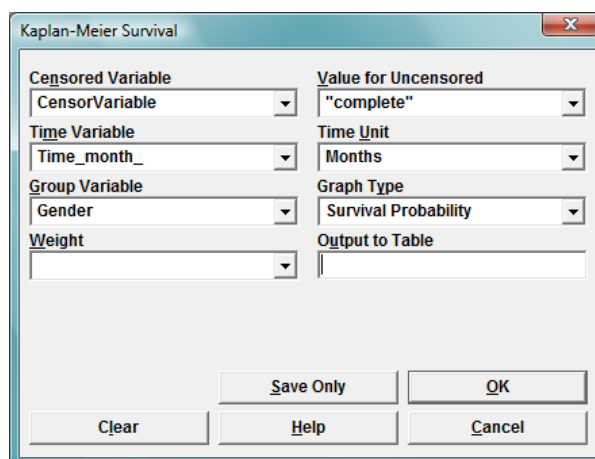 Kaplan-Meier Survival
Censored Variable
Value for Uncensored
CensorVariable
"complete"
Time Variable
Time Unit
Time_month_
Months
Group Variable
Graph Type
Gender
Survival Probability
Weight
Output to Table
Save Only
OK
Clear
Help
Cancel